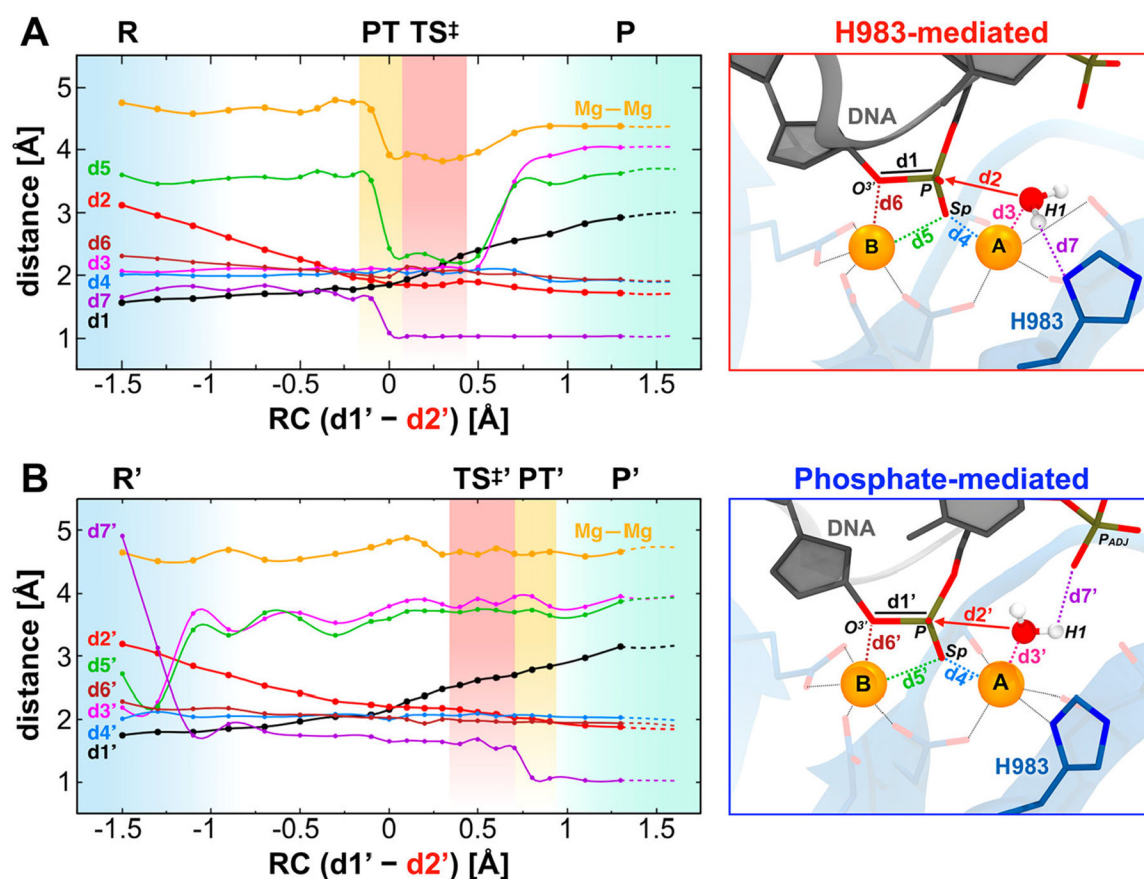 A
R
PT
TS‡
P
distance [Å]
5
4
3
2
1
Mg—Mg
d5
d2
d6
d3
d4
d7
d1
-1.5
-1
-0.5
0
0.5
1
1.5
RC (d1’ − d2’) [Å]
H983-mediated
DNA
d1
O3’
P
d2
d6
Sp
d3
H1
d5
d4
d7
B
A
H983
B
R’
TS‡’
PT’
P’
distance [Å]
5
4
3
2
1
Mg—Mg
d7’
d2’
d5’
d6’
d3’
d4’
d1’
-1.5
-1
-0.5
0
0.5
1
1.5
RC (d1’ − d2’) [Å]
Phosphate-mediated
DNA
PADJ
d1’
d7’
O3’
P
d2’
H1
d6’
Sp
d3’
d5’
d4’
B
A
H983